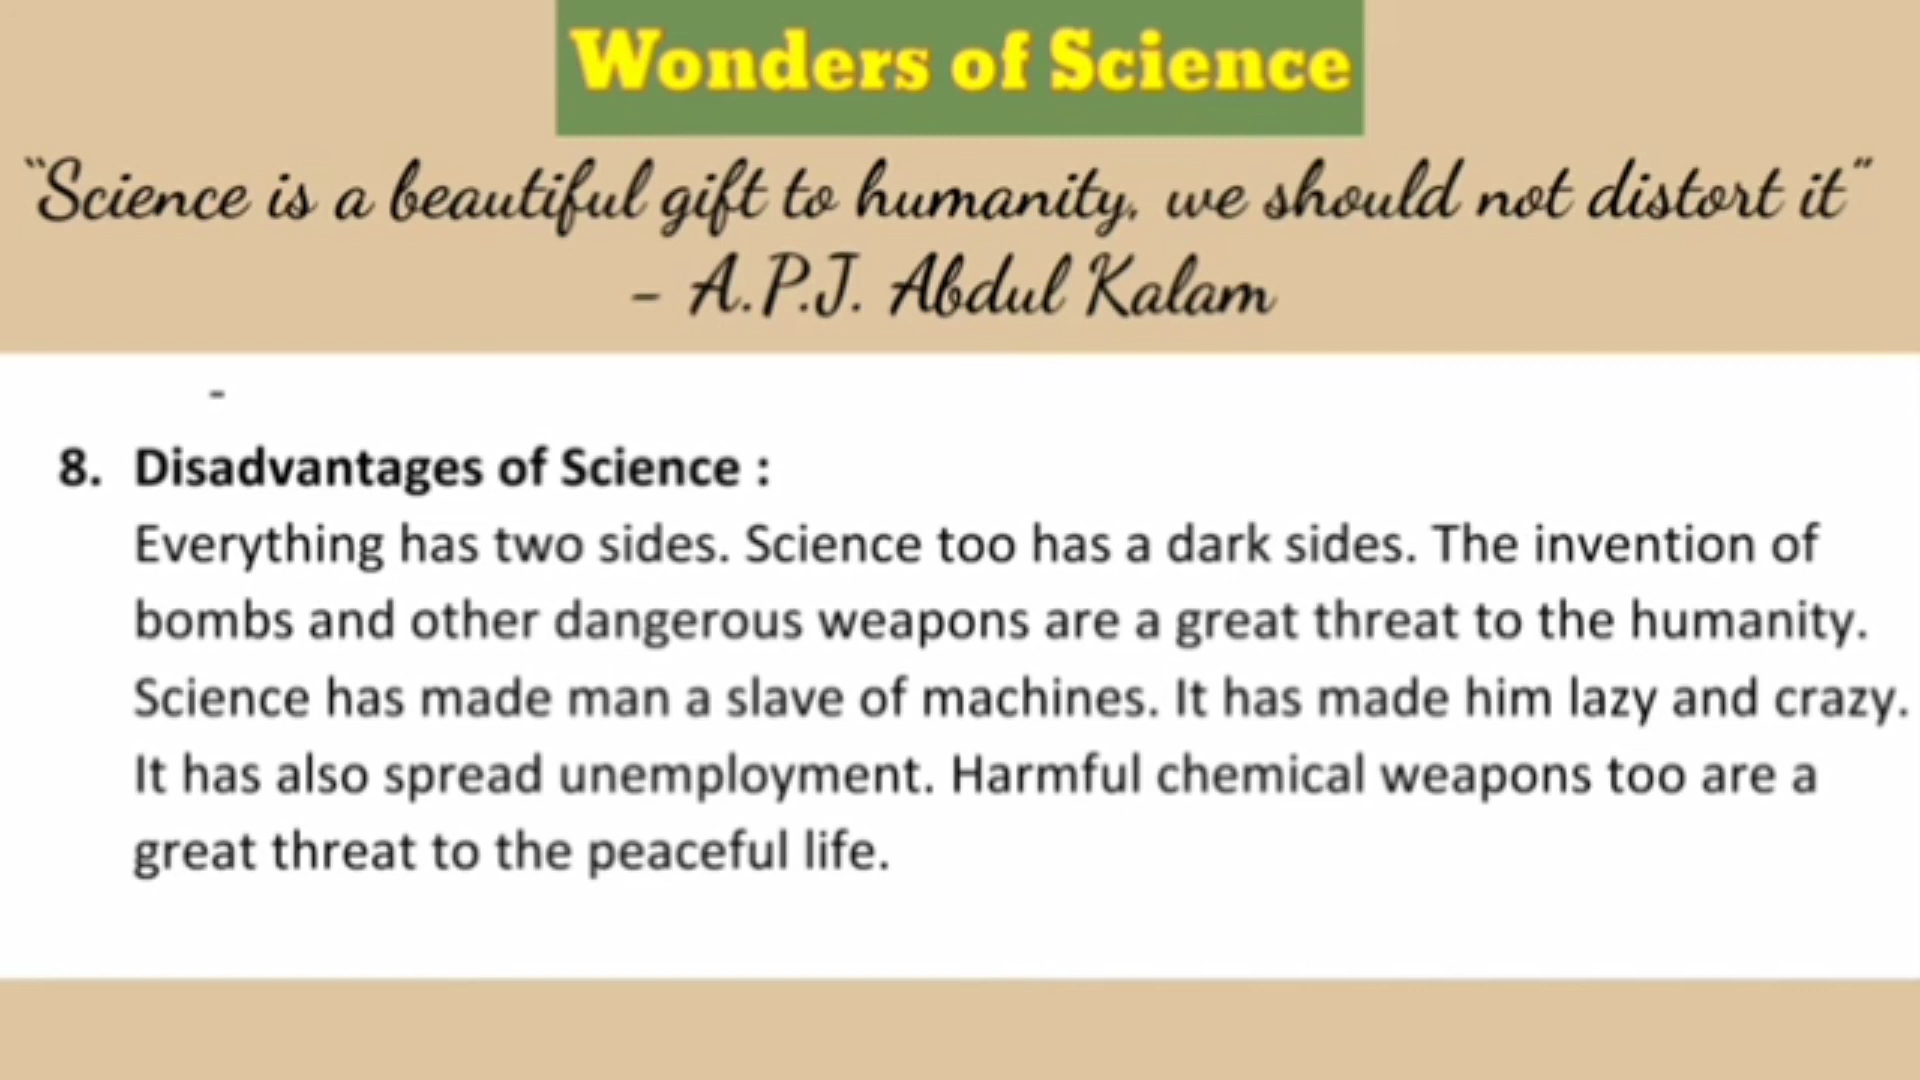 Wonders of Science
“Science is a beautiful gift to humanity, we should not distort it”
- A.P.J. Abdul Kalam
-
8. Disadvantages of Science :
Everything has two sides. Science too has a dark sides. The invention of
bombs and other dangerous weapons are a great threat to the humanity.
Science has made man a slave of machines. It has made him lazy and crazy.
It has also spread unemployment. Harmful chemical weapons too are a
great threat to the peaceful life.